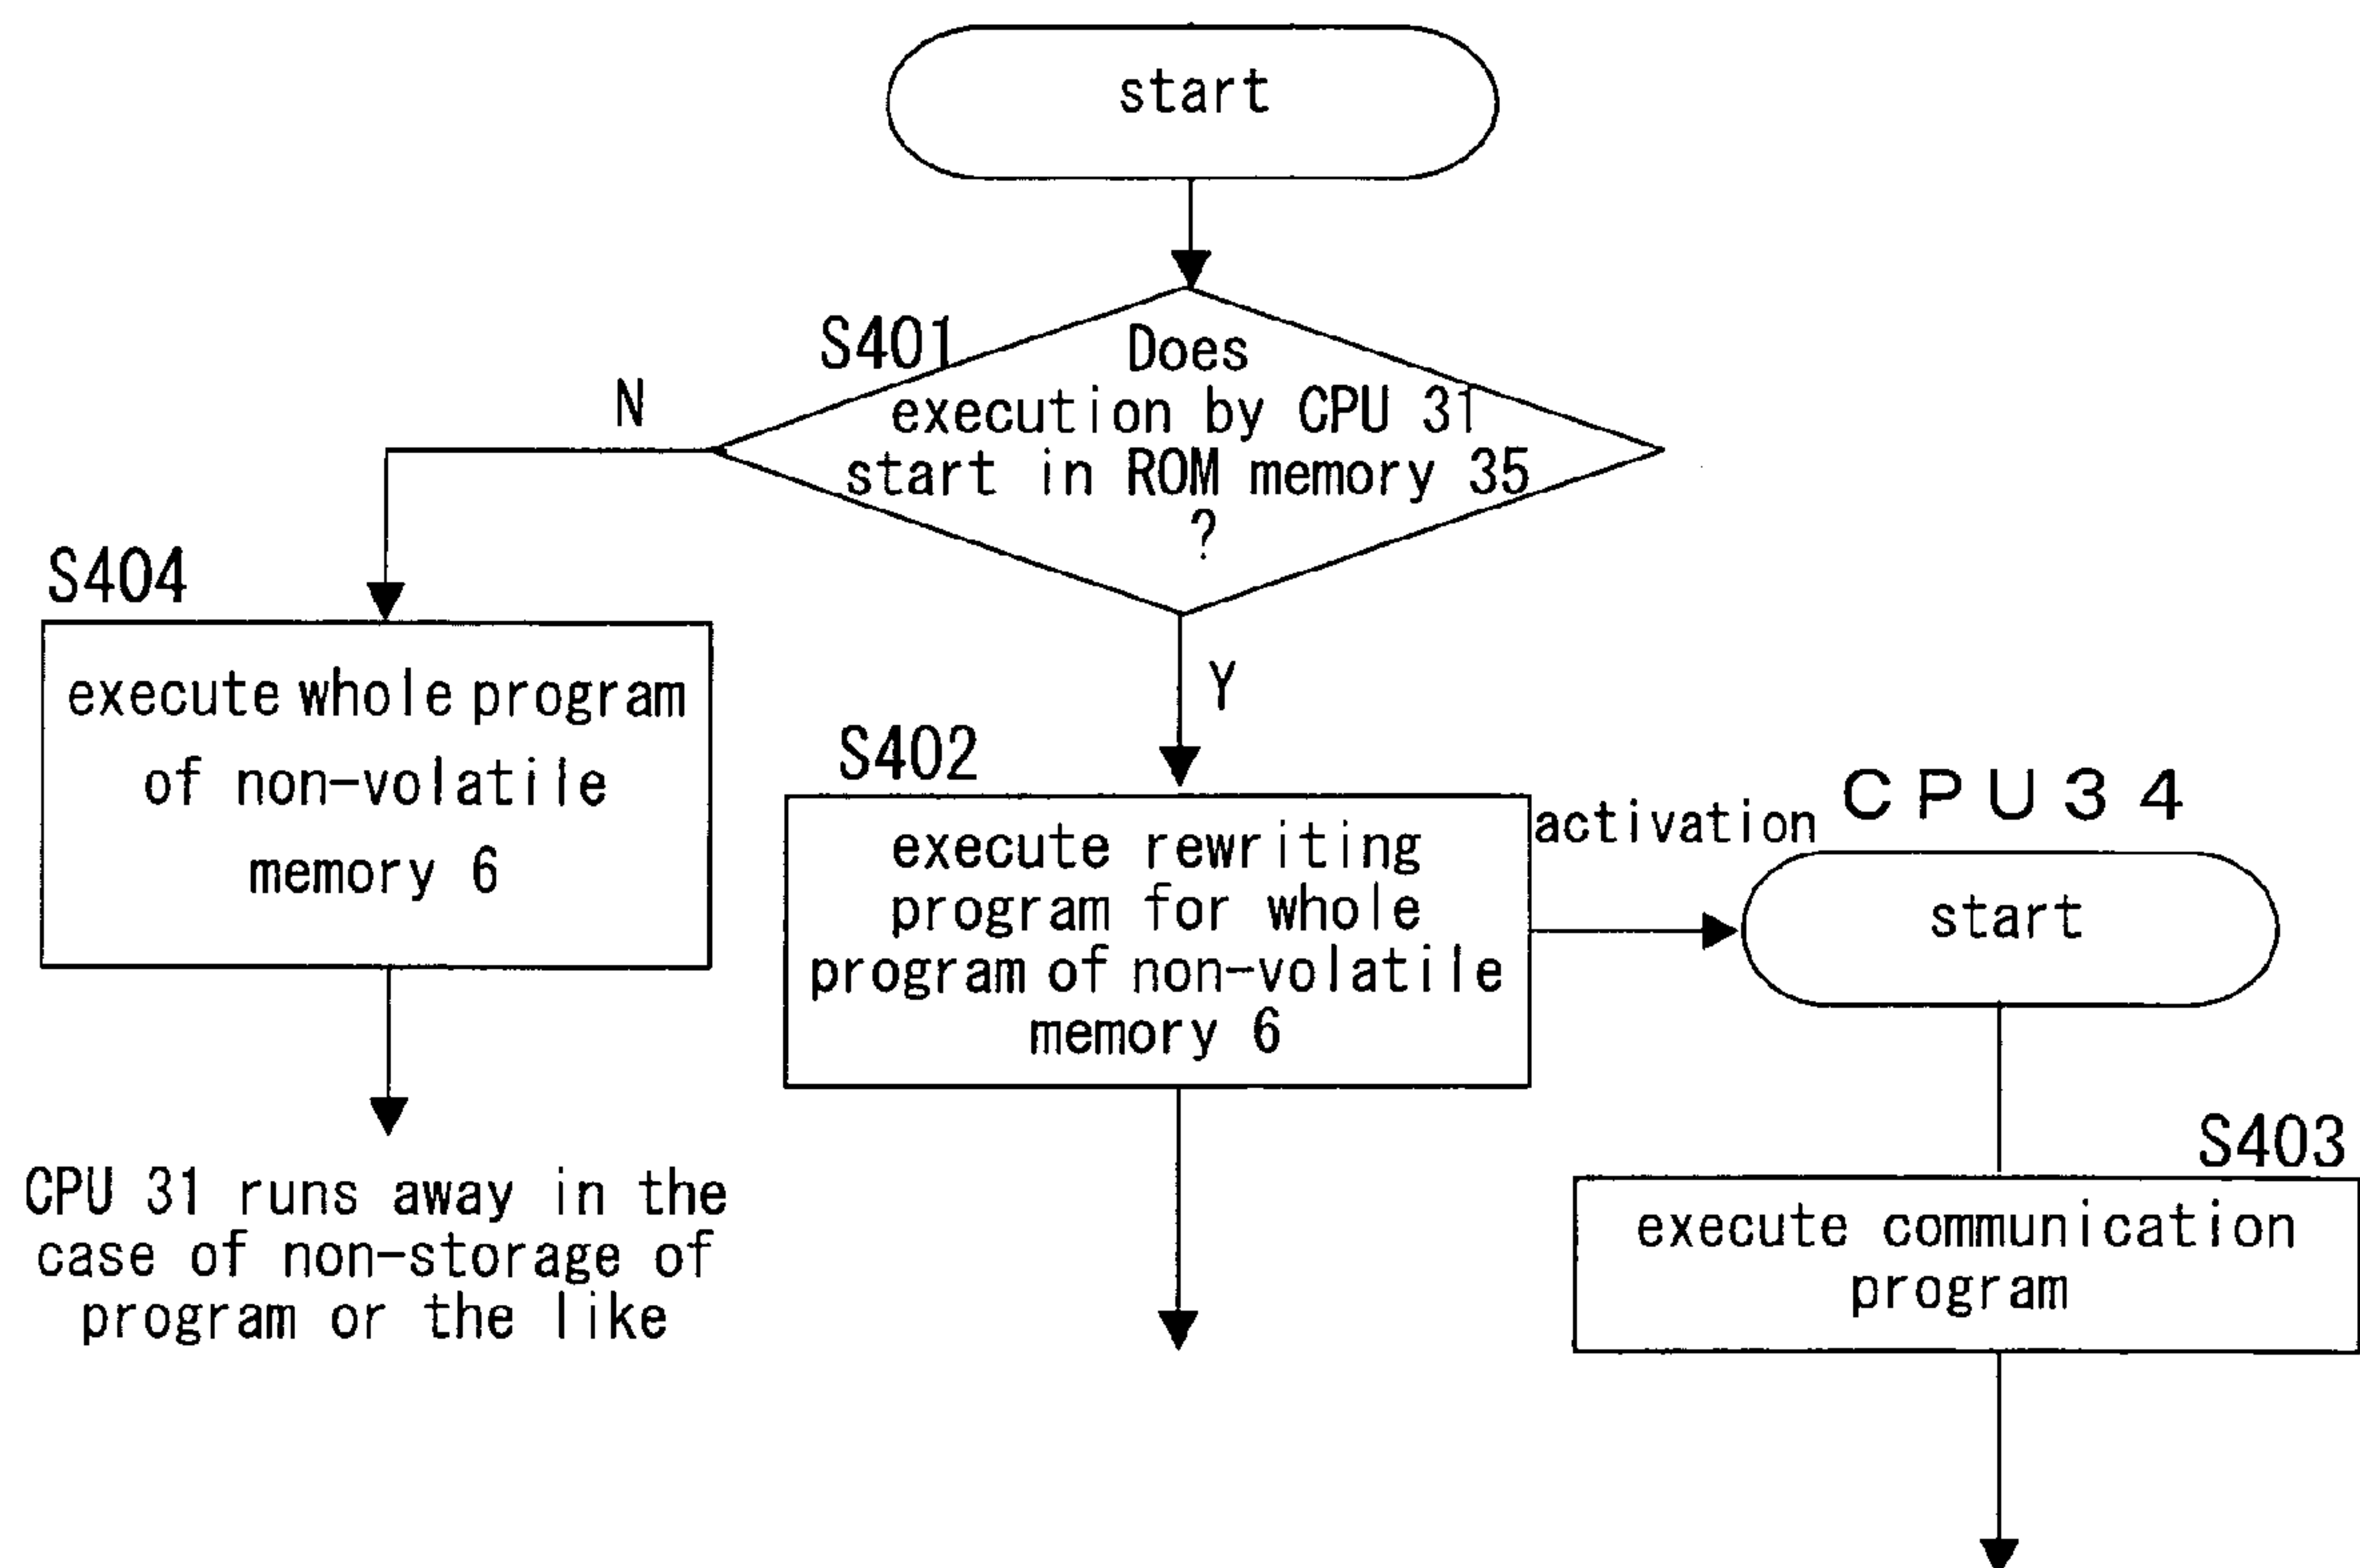 start
S401
Does
execution by CPU 31
start in ROM memory 35
?
N
Y
S404
execute whole program
of non-volatile
memory 6
CPU 31 runs away in the
case of non-storage of
program or the like
S402
execute rewriting
program for whole
program of non-volatile
memory 6
activation
CPU34
start
S403
execute communication
program